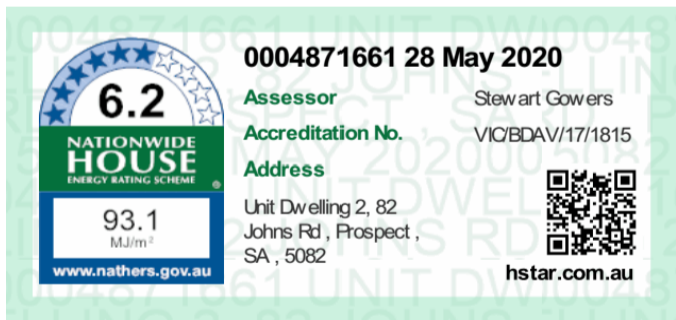 0004871661 28 May 2020
6.2
NATIONWIDE
HOUSE
ENERGY RATING SCHEME
®
93.1
MJ/m²
www.nathers.gov.au
Assessor Stewart Gowers
Accreditation No. VIC/BDAV/17/1815
Address
Unit Dwelling 2, 82
Johns Rd , Prospect ,
SA , 5082
hstar.com.au